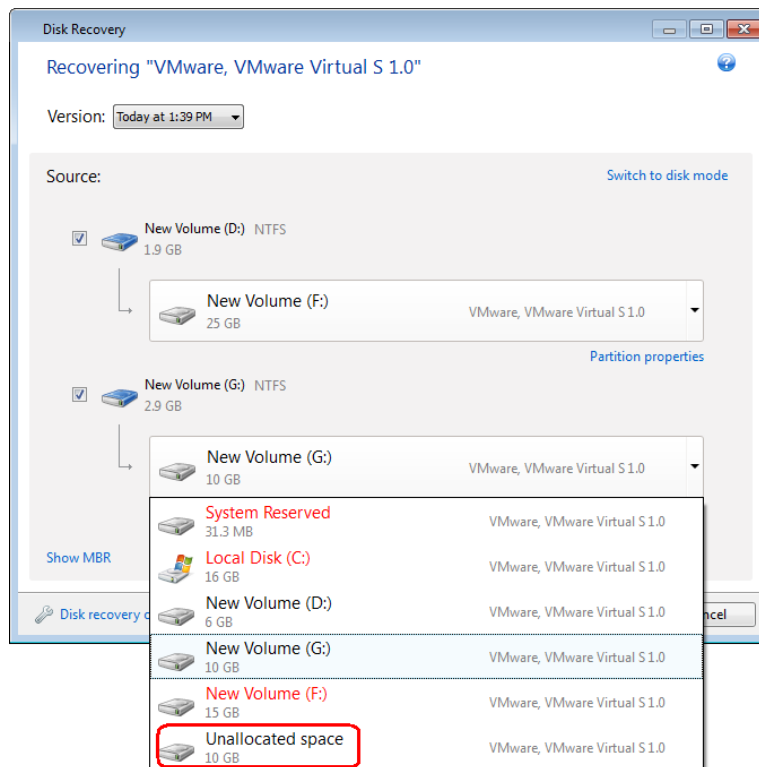 Disk Recovery
Recovering "VMware, VMware Virtual S 1.0"
Version: Today at 1:39 PM
Source:
Switch to disk mode
New Volume (D:) NTFS
1.9 GB
New Volume (F:)
25 GB
VMware, VMware Virtual S 1.0
Partition properties
New Volume (G:) NTFS
2.9 GB
New Volume (G:)
10 GB
VMware, VMware Virtual S 1.0
System Reserved
31.3 MB
VMware, VMware Virtual S 1.0
Show MBR
Local Disk (C:)
16 GB
VMware, VMware Virtual S 1.0
Disk recovery
New Volume (D:)
6 GB
VMware, VMware Virtual S 1.0
ncel
New Volume (G:)
10 GB
VMware, VMware Virtual S 1.0
New Volume (F:)
15 GB
VMware, VMware Virtual S 1.0
Unallocated space
10 GB
VMware, VMware Virtual S 1.0